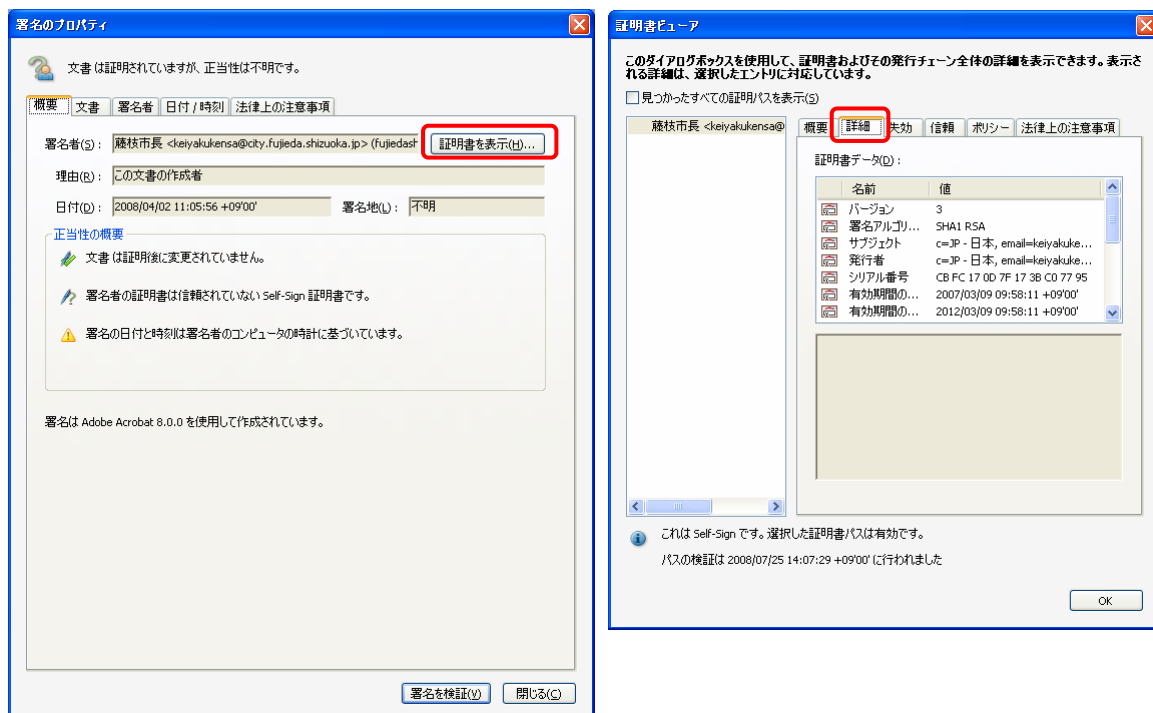 署名のプロパティ
文書は証明されていますが、正当性は不明です。
概要 文書 署名者 日付/時刻 法律上の注意事項
署名者(S): 藤枝市長 <keiyakukensa@city.fujieda.shizuoka.jp> (fujiedash 証明書を表示(H)...
理由(R): この文書の作成者
日付(D): 2008/04/02 11:05:56 +09'00' 署名地(L): 不明
正当性の概要
文書は証明後に変更されていません。
署名者の証明書は信頼されていない Self-Sign 証明書です。
署名の日付と時刻は署名者のコンピュータの時計に基づいています。
署名は Adobe Acrobat 8.0.0 を使用して作成されています。
署名を検証(V) 閉じる(C)
証明書ビューア
このダイアログボックスを使用して、証明書およびその発行チェーン全体の詳細を表示できます。表示さ
れる詳細は、選択したエントリに対応しています。
見つかったすべての証明パスを表示(S)
藤枝市長 <keiyakukensa@
概要 詳細 失効 信頼 ポリシー 法律上の注意事項
証明書データ(D):
名前 値
バージョン 3
署名アルゴリ... SHA1 RSA
サブジェクト c=JP - 日本, email=keiyakuke...
発行者 c=JP - 日本, email=keiyakuke...
シリアル番号 CB FC 17 0D 7F 17 3B C0 77 95
有効期間の... 2007/03/09 09:58:11 +09'00'
有効期間の... 2012/03/09 09:58:11 +09'00'
これは Self-Sign です。選択した証明書パスは有効です。
パスの検証は 2008/07/25 14:07:29 +09'00' に行われました
OK